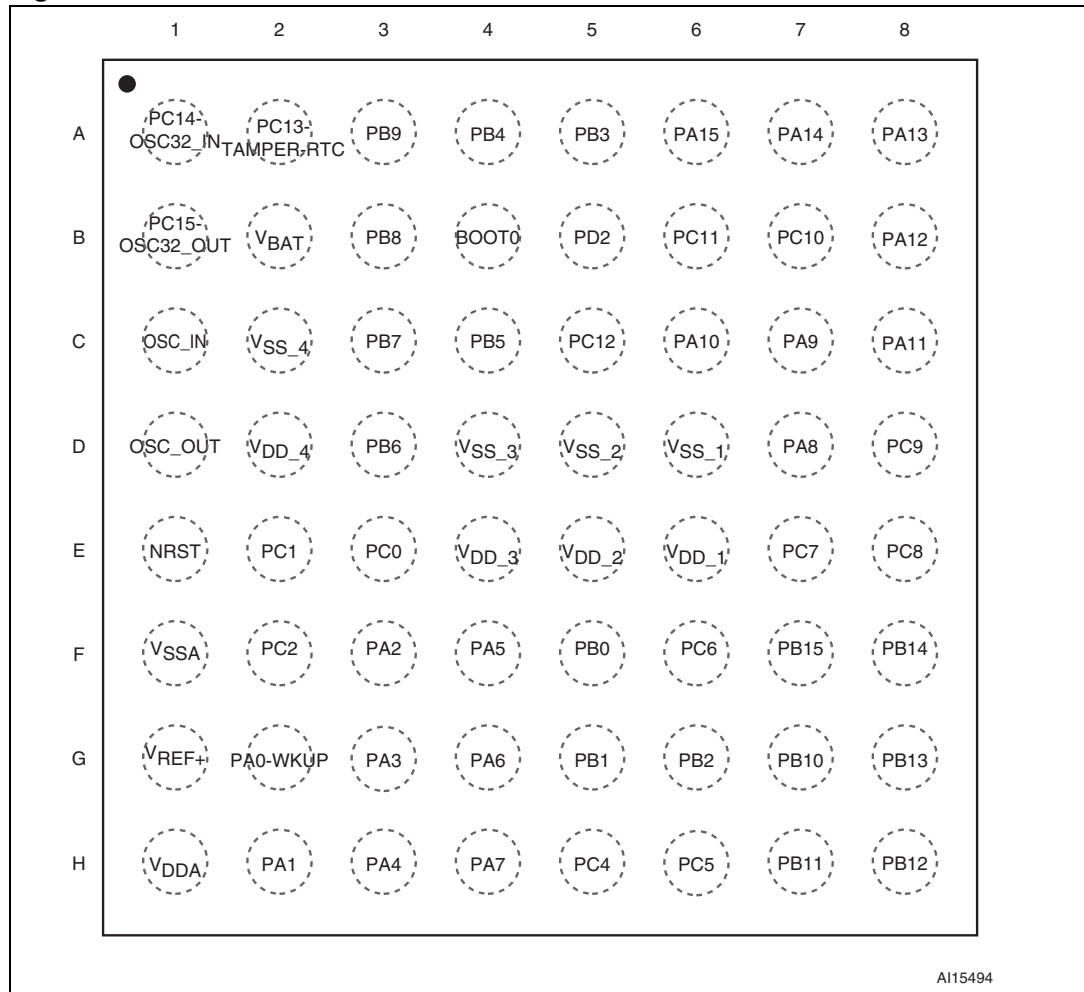 1 2 3 4 5 6 7 8
A PC14-OSC32_IN PC13-TAMPER-RTC PB9 PB4 PB3 PA15 PA14 PA13
B PC15-OSC32_OUT VBAT PB8 BOOT0 PD2 PC11 PC10 PA12
C OSC_IN VSS_4 PB7 PB5 PC12 PA10 PA9 PA11
D OSC_OUT VDD_4 PB6 VSS_3 VSS_2 VSS_1 PA8 PC9
E NRST PC1 PC0 VDD_3 VDD_2 VDD_1 PC7 PC8
F VSSA PC2 PA2 PA5 PB0 PC6 PB15 PB14
G VREF+ PA0-WKUP PA3 PA6 PB1 PB2 PB10 PB13
H VDDA PA1 PA4 PA7 PC4 PC5 PB11 PB12
AI15494